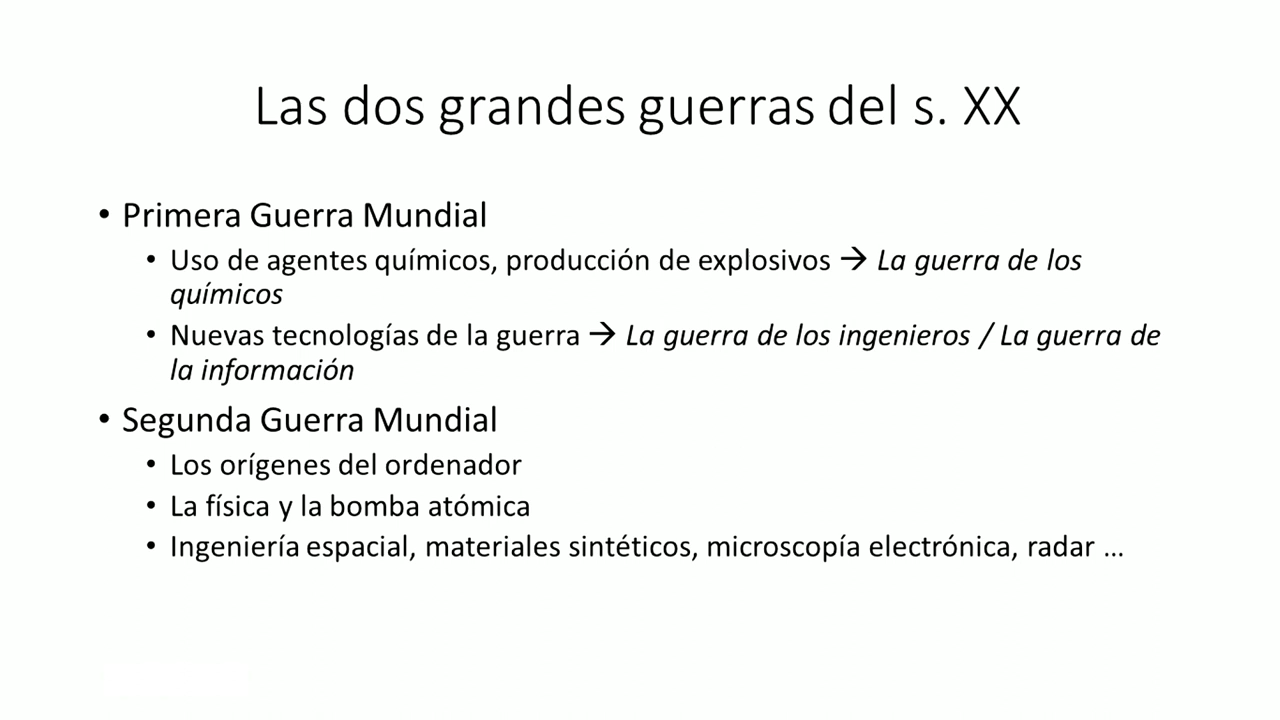 Las dos grandes guerras del s. XX
• Primera Guerra Mundial
• Uso de agentes químicos, producción de explosivos → La guerra de los
químicos
• Nuevas tecnologías de la guerra → La guerra de los ingenieros / La guerra de
la información
• Segunda Guerra Mundial
• Los orígenes del ordenador
• La física y la bomba atómica
• Ingeniería espacial, materiales sintéticos, microscopía electrónica, radar ...